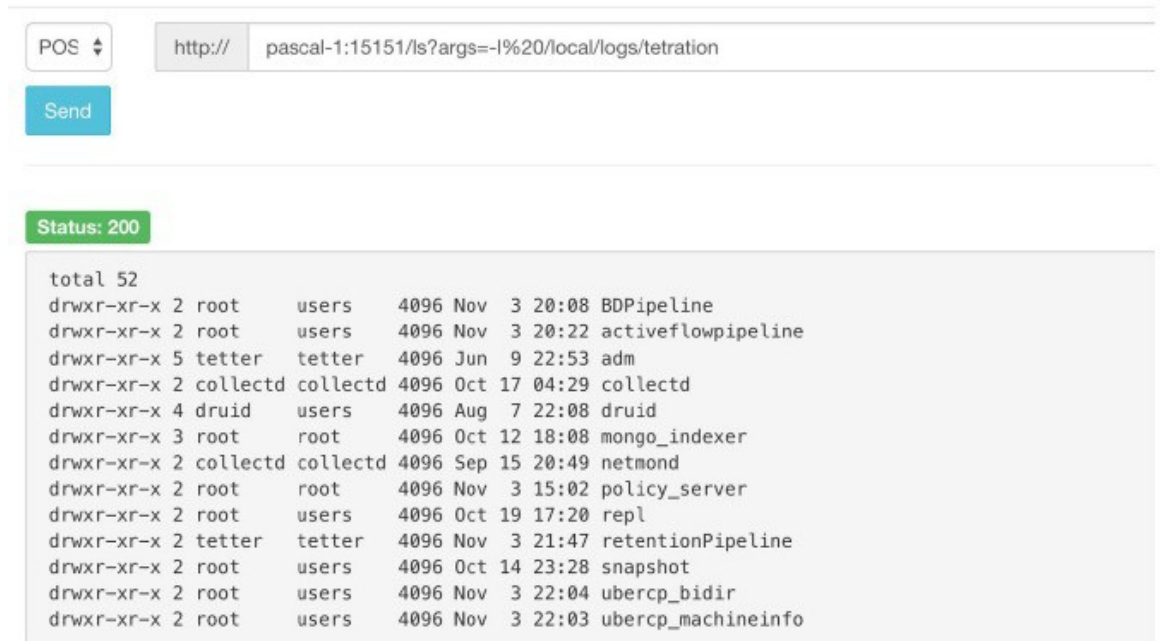 POS http:// pascal-1:15151/ls?args=-l%20/local/logs/tetration
Send
Status: 200
total 52
drwxr-xr-x 2 root     users    4096 Nov  3 20:08 BDPipeline
drwxr-xr-x 2 root     users    4096 Nov  3 20:22 activeflowpipeline
drwxr-xr-x 5 tetter   tetter   4096 Jun  9 22:53 adm
drwxr-xr-x 2 collectd collectd 4096 Oct 17 04:29 collectd
drwxr-xr-x 4 druid    users    4096 Aug  7 22:08 druid
drwxr-xr-x 3 root     root     4096 Oct 12 18:08 mongo_indexer
drwxr-xr-x 2 collectd collectd 4096 Sep 15 20:49 netmond
drwxr-xr-x 2 root     root     4096 Nov  3 15:02 policy_server
drwxr-xr-x 2 root     users    4096 Oct 19 17:20 repl
drwxr-xr-x 2 tetter   tetter   4096 Nov  3 21:47 retentionPipeline
drwxr-xr-x 2 root     users    4096 Oct 14 23:28 snapshot
drwxr-xr-x 2 root     users    4096 Nov  3 22:04 ubercp_bidir
drwxr-xr-x 2 root     users    4096 Nov  3 22:03 ubercp_machineinfo